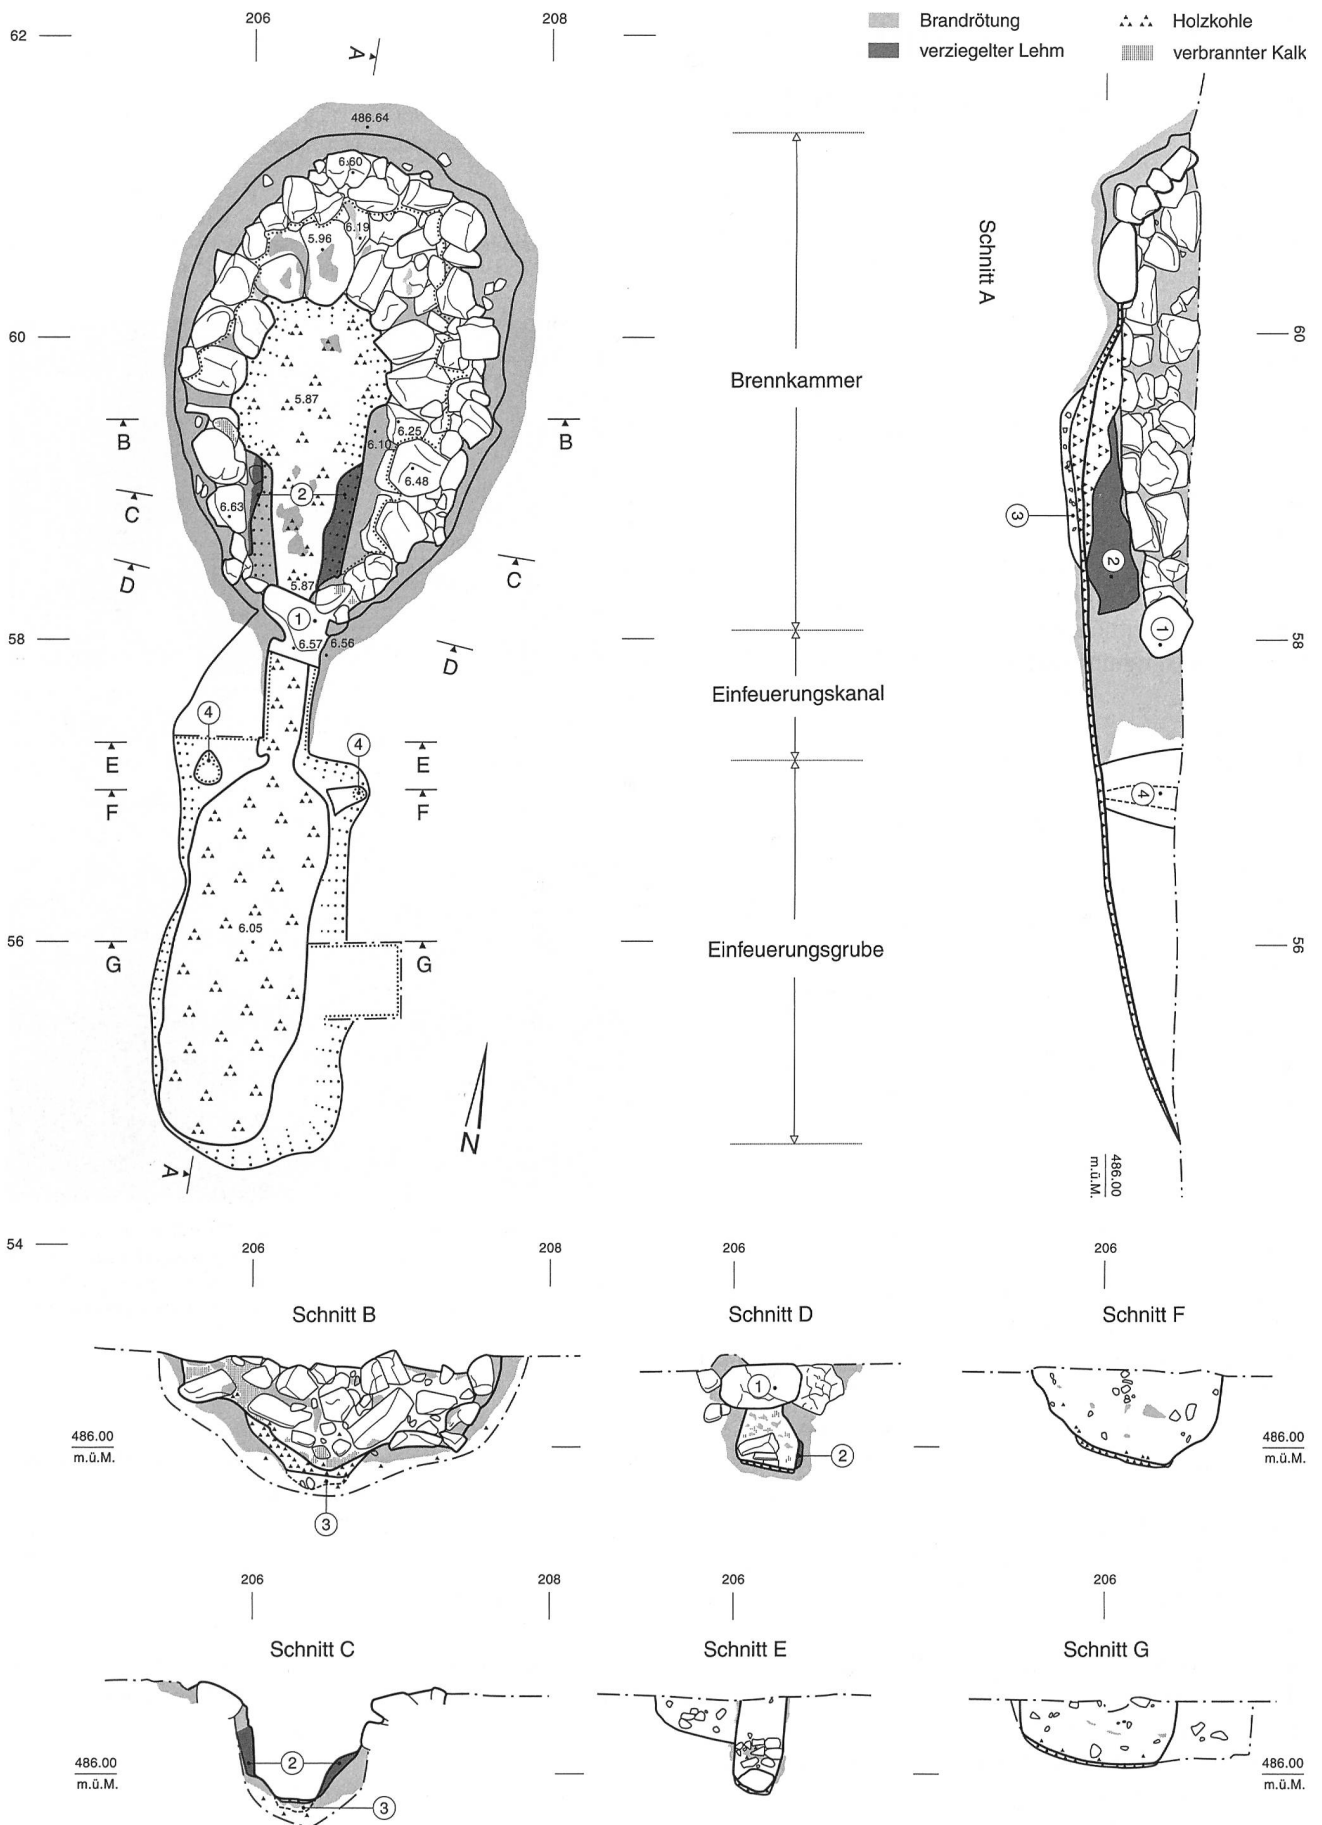 206
208
62
A
Brandrötung
Holzkohle
verziegelter Lehm
verbrannter Kalk
486.64
6.60
5.96
6.19
Schnitt A
60
60
Brennkammer
5.87
B
6.10
6.25
B
6.48
C
2
6.63
3
2
D
C
5.87
1
1
58
6.57
6.56
58
D
Einfeuerungskanal
4
4
E
E
F
F
4
6.05
56
G
G
Einfeuerungsgrube
56
N
A
486.00
m.ü.M.
54
206
208
206
206
Schnitt B
Schnitt D
Schnitt F
1
486.00
m.ü.M.
2
486.00
m.ü.M.
3
206
208
206
206
Schnitt C
Schnitt E
Schnitt G
486.00
m.ü.M.
2
486.00
m.ü.M.
3